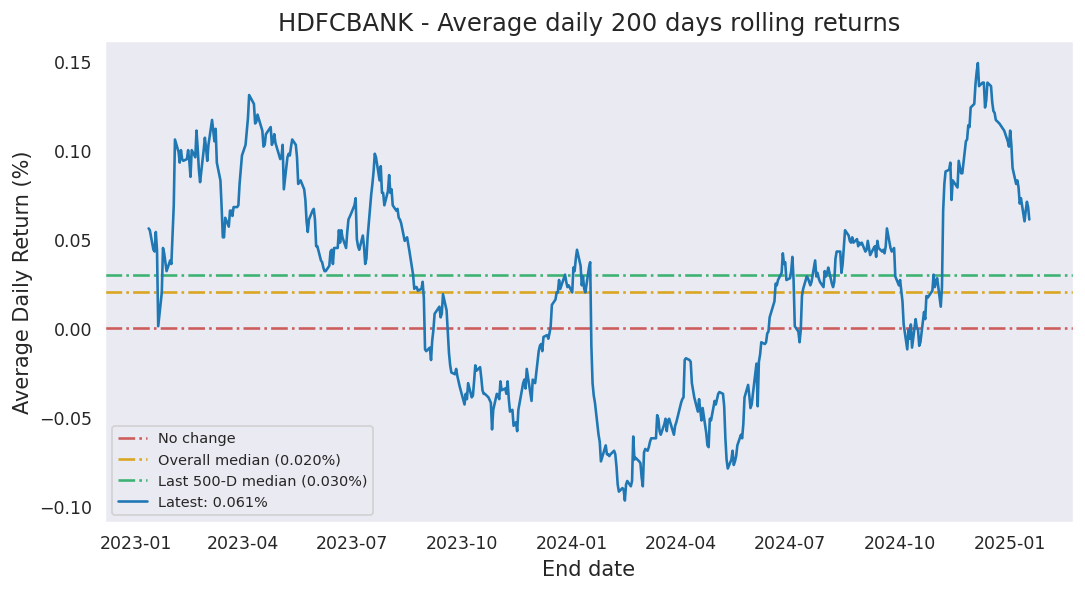 HDFCBANK - Average daily 200 days rolling returns
Average Daily Return (%)
0.15
0.10
0.05
0.00
−0.05
−0.10
No change
Overall median (0.020%)
Last 500-D median (0.030%)
Latest: 0.061%
2023-01 2023-04 2023-07 2023-10 2024-01 2024-04 2024-07 2024-10 2025-01
End date